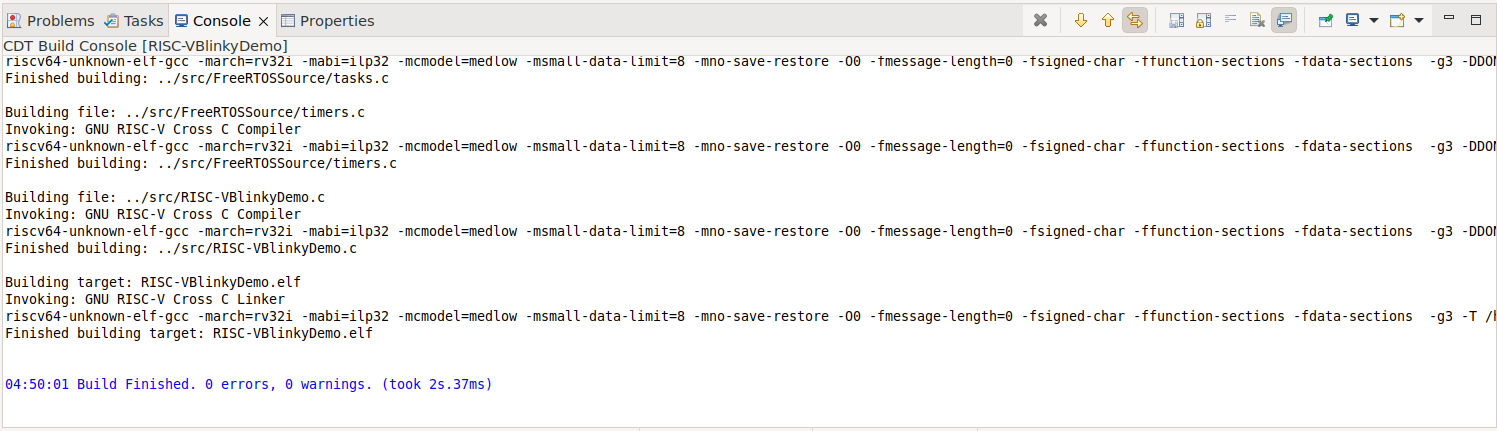 Problems Tasks Console Properties
CDT Build Console [RISC-VBlinkyDemo]
riscv64-unknown-elf-gcc -march=rv32i -mabi=ilp32 -mcmodel=medlow -msmall-data-limit=8 -mno-save-restore -O0 -fmessage-length=0 -fsigned-char -ffunction-sections -fdata-sections  -g3 -DDON
Finished building: ../src/FreeRTOSSource/tasks.c
Building file: ../src/FreeRTOSSource/timers.c
Invoking: GNU RISC-V Cross C Compiler
riscv64-unknown-elf-gcc -march=rv32i -mabi=ilp32 -mcmodel=medlow -msmall-data-limit=8 -mno-save-restore -O0 -fmessage-length=0 -fsigned-char -ffunction-sections -fdata-sections  -g3 -DDON
Finished building: ../src/FreeRTOSSource/timers.c
Building file: ../src/RISC-VBlinkyDemo.c
Invoking: GNU RISC-V Cross C Compiler
riscv64-unknown-elf-gcc -march=rv32i -mabi=ilp32 -mcmodel=medlow -msmall-data-limit=8 -mno-save-restore -O0 -fmessage-length=0 -fsigned-char -ffunction-sections -fdata-sections  -g3 -DDON
Finished building: ../src/RISC-VBlinkyDemo.c
Building target: RISC-VBlinkyDemo.elf
Invoking: GNU RISC-V Cross C Linker
riscv64-unknown-elf-gcc -march=rv32i -mabi=ilp32 -mcmodel=medlow -msmall-data-limit=8 -mno-save-restore -O0 -fmessage-length=0 -fsigned-char -ffunction-sections -fdata-sections  -g3 -T /h
Finished building target: RISC-VBlinkyDemo.elf
04:50:01 Build Finished. 0 errors, 0 warnings. (took 2s.37ms)